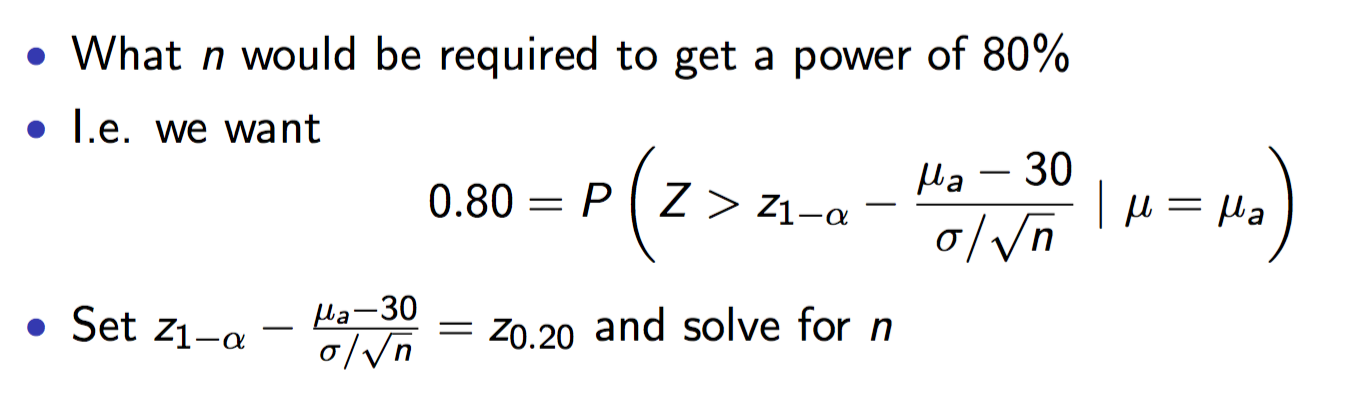 • What n would be required to get a power of 80%
• I.e. we want
0.80 = P ( Z > z₁₋α − (μₐ − 30)/(σ/√n) | μ = μₐ )
• Set z₁₋α − (μₐ−30)/(σ/√n) = z₀.₂₀ and solve for n